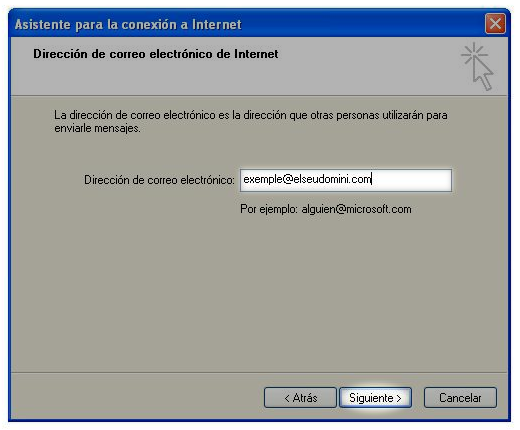 Asistente para la conexión a Internet
Dirección de correo electrónico de Internet
La dirección de correo electrónico es la dirección que otras personas utilizarán para
enviarle mensajes.
Dirección de correo electrónico: exemple@elseudomini.com
Por ejemplo: alguien@microsoft.com
< Atrás Siguiente > Cancelar